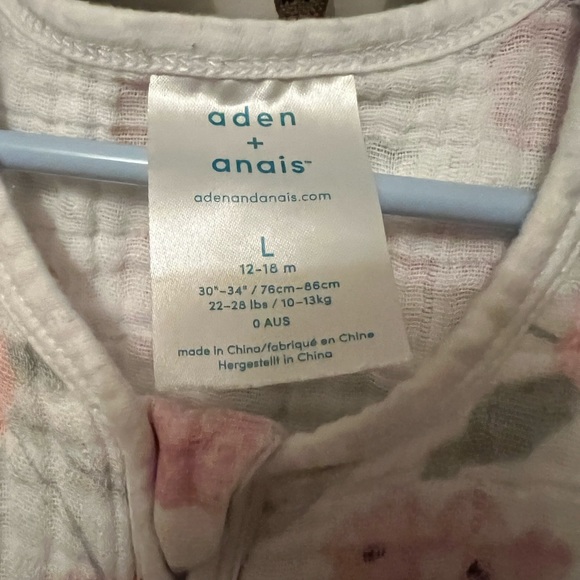 aden
+
anais™
adenandanais.com
L
12-18 m
30"-34" / 76cm-86cm
22-28 lbs / 10-13kg
0 AUS
made in China/fabriqué en Chine
Hergestellt in China